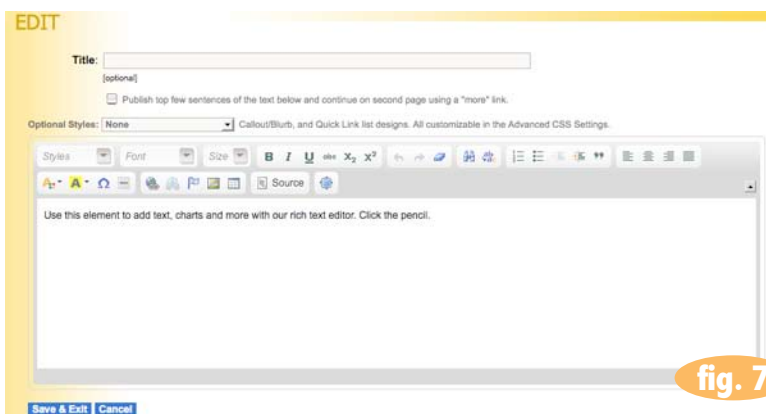 EDIT
Title:
[optional]
Publish top few sentences of the text below and continue on second page using a "more" link.
Optional Styles: None Callout/Blurb, and Quick Link list designs. All customizable in the Advanced CSS Settings.
Styles Font Size B I U abc X₂ X²
A A Ω Source
Use this element to add text, charts and more with our rich text editor. Click the pencil.
fig. 7
Save & Exit Cancel